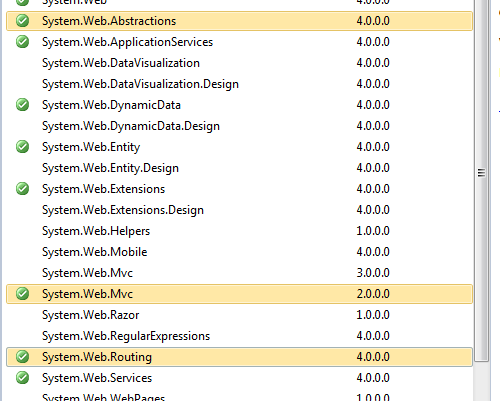 System.Web 4.0.0.0
System.Web.Abstractions 4.0.0.0
System.Web.ApplicationServices 4.0.0.0
System.Web.DataVisualization 4.0.0.0
System.Web.DataVisualization.Design 4.0.0.0
System.Web.DynamicData 4.0.0.0
System.Web.DynamicData.Design 4.0.0.0
System.Web.Entity 4.0.0.0
System.Web.Entity.Design 4.0.0.0
System.Web.Extensions 4.0.0.0
System.Web.Extensions.Design 4.0.0.0
System.Web.Helpers 1.0.0.0
System.Web.Mobile 4.0.0.0
System.Web.Mvc 3.0.0.0
System.Web.Mvc 2.0.0.0
System.Web.Razor 1.0.0.0
System.Web.RegularExpressions 4.0.0.0
System.Web.Routing 4.0.0.0
System.Web.Services 4.0.0.0
System.Web.WebPages 1.0.0.0